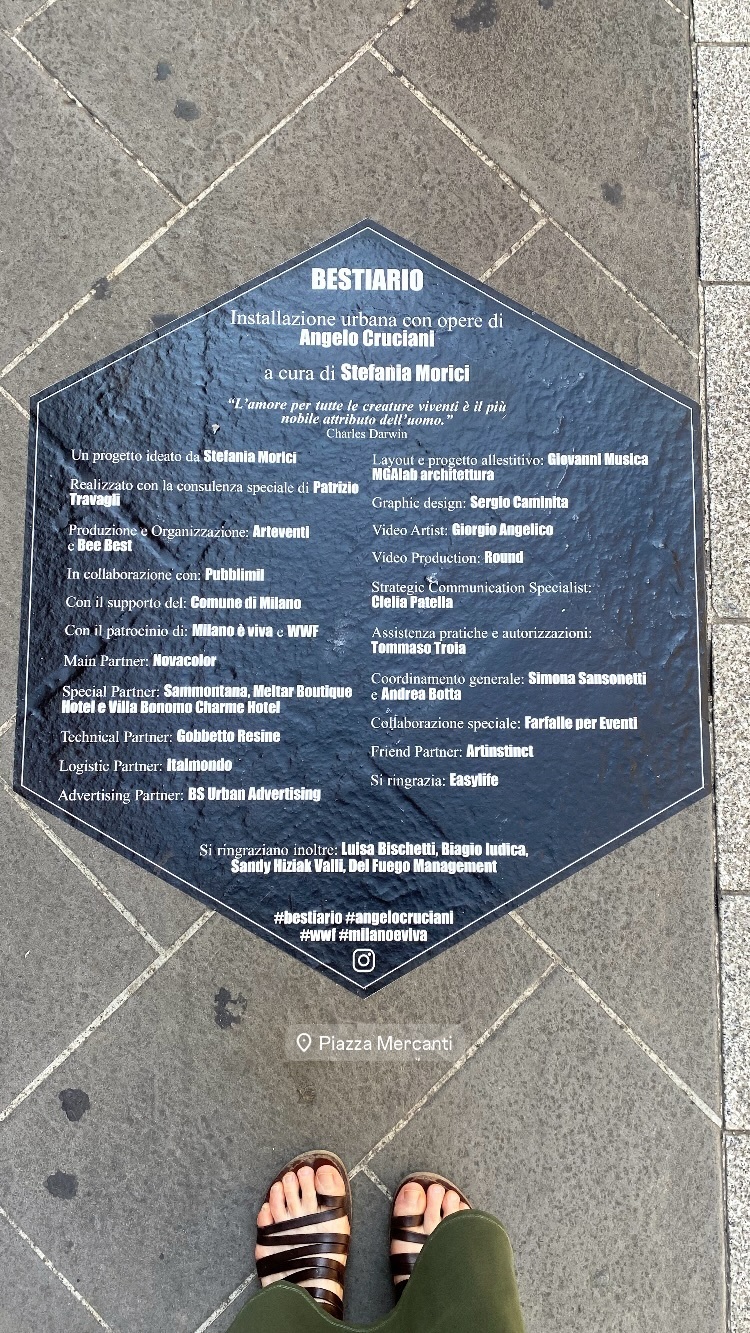 BESTIARIO
Installazione urbana con opere di
Angelo Cruciani
a cura di Stefania Morici
“L’amore per tutte le creature viventi è il più
nobile attributo dell’uomo.”
Charles Darwin
Un progetto ideato da Stefania Morici
Realizzato con la consulenza speciale di Patrizio
Travagli
Produzione e Organizzazione: Arteventi
e Bee Best
In collaborazione con: Pubblimil
Con il supporto del: Comune di Milano
Con il patrocinio di: Milano è viva e WWF
Main Partner: Novacolor
Special Partner: Sammontana, Meltar Boutique
Hotel e Villa Bonomo Charme Hotel
Technical Partner: Gobbetto Resine
Logistic Partner: Italmondo
Advertising Partner: BS Urban Advertising
Layout e progetto allestitivo: Giovanni Musica
MGAlab architettura
Graphic design: Sergio Caminita
Video Artist: Giorgio Angelico
Video Production: Round
Strategic Communication Specialist:
Clelia Patella
Assistenza pratiche e autorizzazioni:
Tommaso Troia
Coordinamento generale: Simona Sansonetti
e Andrea Botta
Collaborazione speciale: Farfalle per Eventi
Friend Partner: Artinstinct
Si ringrazia: Easylife
Si ringraziano inoltre: Luisa Bischetti, Biagio Iudica,
Sandy Hiziak Valli, Del Fuego Management
#bestiario #angelocruciani
#wwf #milanoeviva
Piazza Mercanti